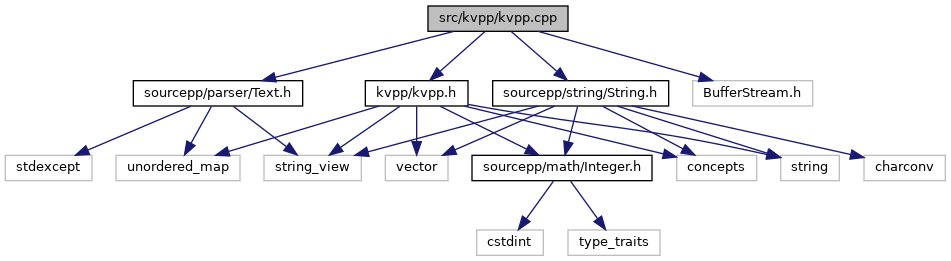 src/kvpp/kvpp.cpp
sourcepp/parser/Text.h
kvpp/kvpp.h
sourcepp/string/String.h
BufferStream.h
stdexcept
unordered_map
string_view
vector
sourcepp/math/Integer.h
concepts
string
charconv
cstdint
type_traits